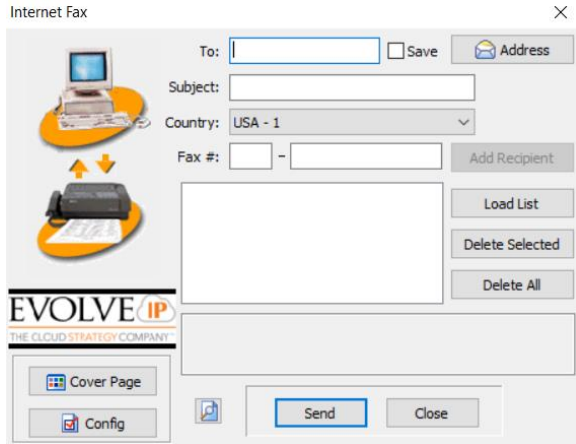 Internet Fax
To:
Save
Address
Subject:
Country: USA - 1
Fax #: -
Add Recipient
Load List
Delete Selected
Delete All
EVOLVE IP
THE CLOUD STRATEGY COMPANY
Cover Page
Config
Send
Close